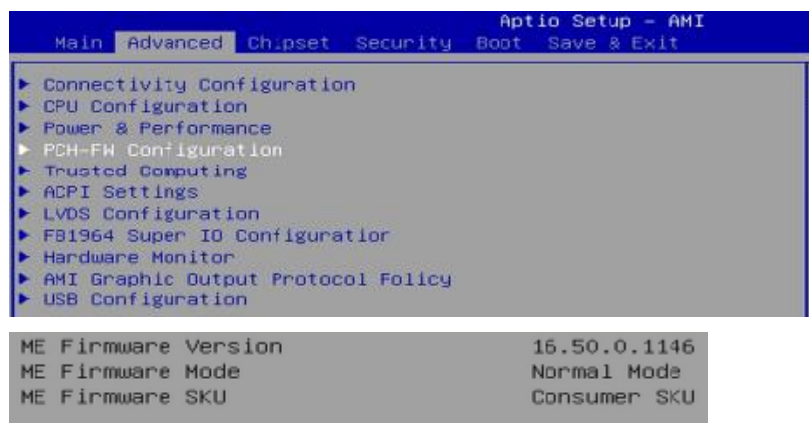 Aptio Setup - AMI
Main Advanced Chipset Security Boot Save & Exit
Connectivity Configuration
CPU Configuration
Power & Performance
PCH-FW Configuration
Trusted Computing
ACPI Settings
LVDS Configuration
F81964 Super IO Configuration
Hardware Monitor
AMI Graphic Output Protocol Policy
USB Configuration
ME Firmware Version 16.50.0.1146
ME Firmware Mode Normal Mode
ME Firmware SKU Consumer SKU